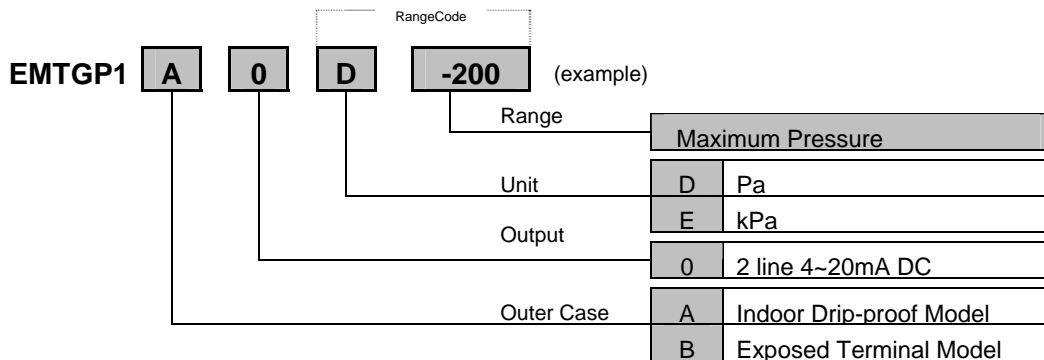 RangeCode
EMTGP1 A 0 D -200 (example)
Range
Maximum Pressure
Unit D Pa
E kPa
Output
0 2 line 4~20mA DC
Outer Case A Indoor Drip-proof Model
B Exposed Terminal Model